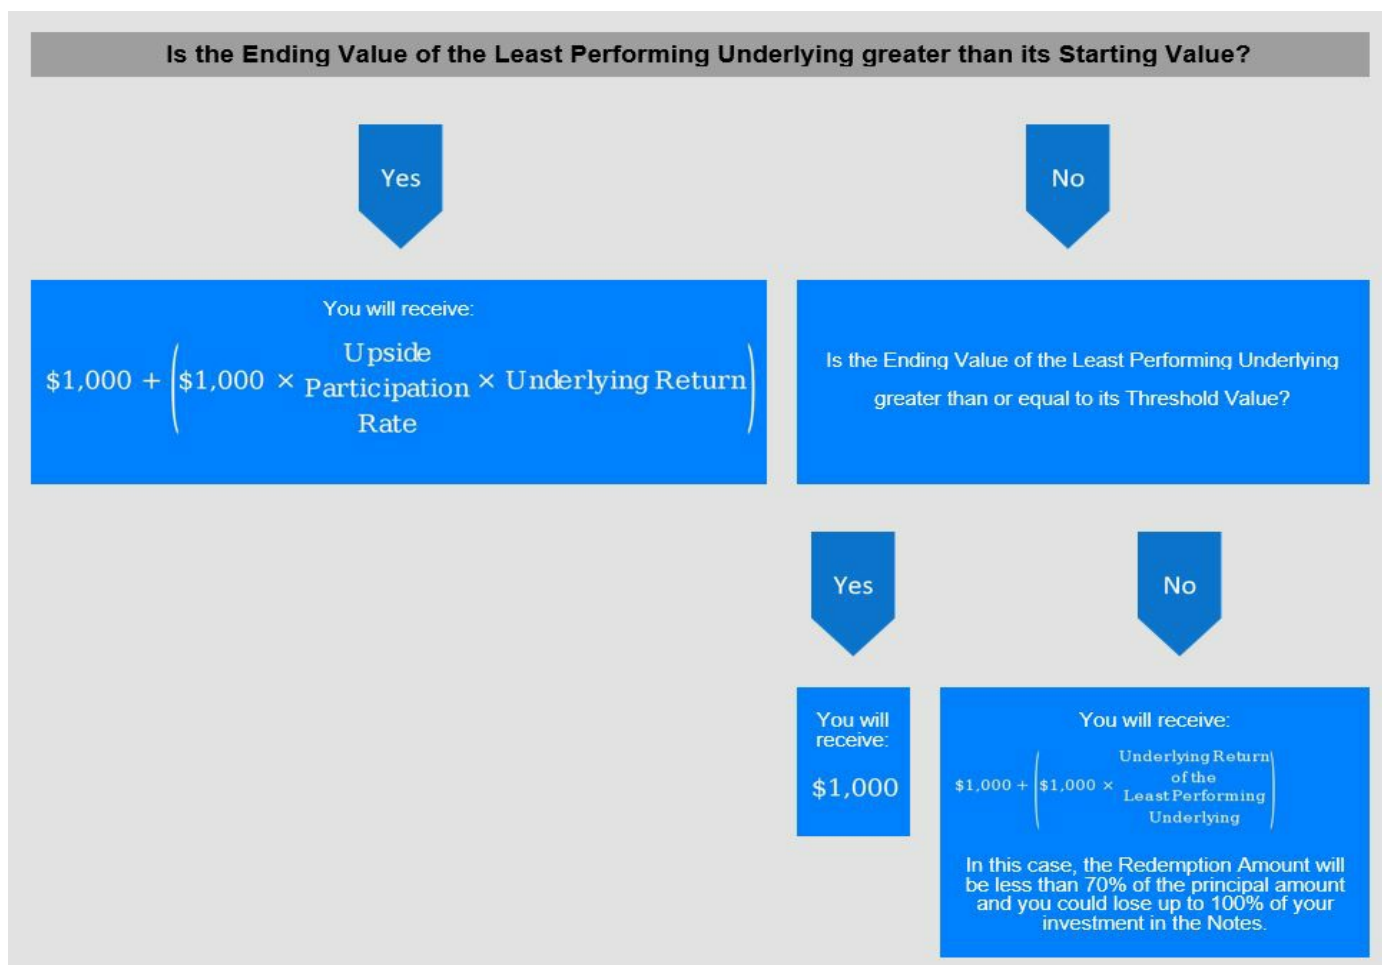 Is the Ending Value of the Least Performing Underlying greater than its Starting Value?
Yes
No
You will receive:
$1,000 + ($1,000 × Upside Participation Rate × Underlying Return)
Is the Ending Value of the Least Performing Underlying
greater than or equal to its Threshold Value?
Yes
No
You will
receive:
$1,000
You will receive:
$1,000 + ($1,000 × Underlying Return of the Least Performing Underlying)
In this case, the Redemption Amount will
be less than 70% of the principal amount
and you could lose up to 100% of your
investment in the Notes.